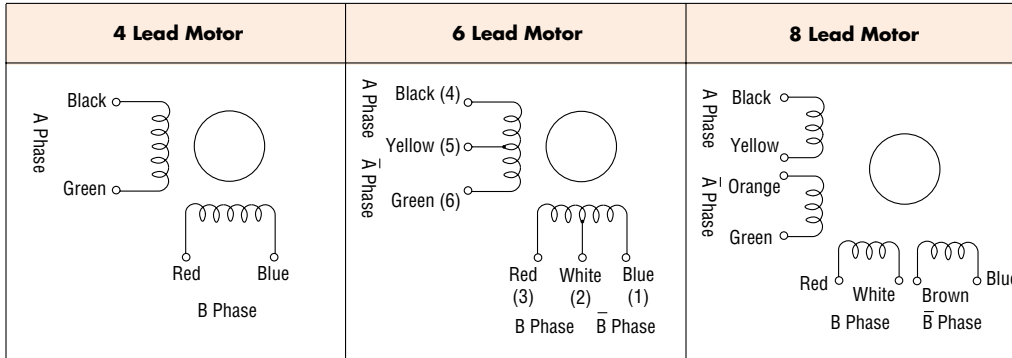 4 Lead Motor
6 Lead Motor
8 Lead Motor
A Phase
Black
Green
Red
Blue
B Phase
A Phase
A̅ Phase
Black (4)
Yellow (5)
Green (6)
Red
(3)
White
(2)
Blue
(1)
B Phase
B̅ Phase
A Phase
A̅ Phase
Black
Yellow
Orange
Green
Red
White
Brown
Blue
B Phase
B̅ Phase